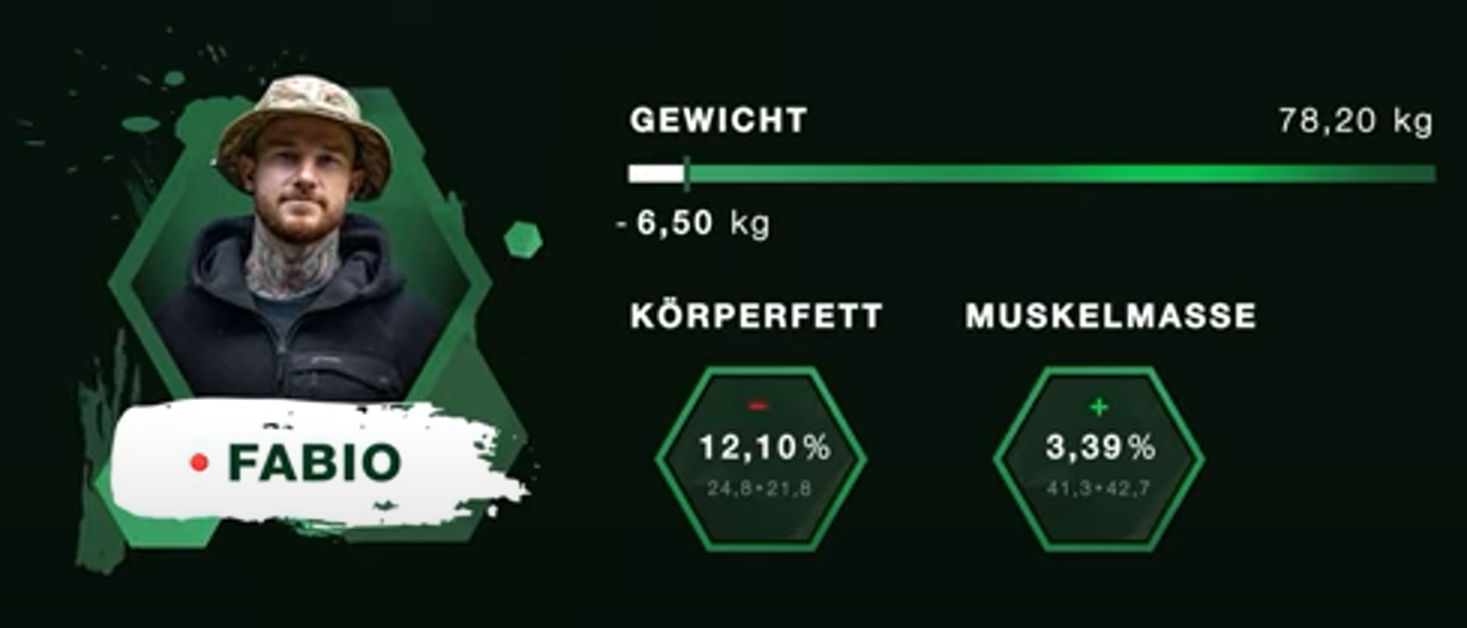 GEWICHT
78,20 kg
- 6,50 kg
KÖRPERFETT
MUSKELMASSE
-
12,10%
24,8•21,8
+
3,39%
41,3•42,7
FABIO